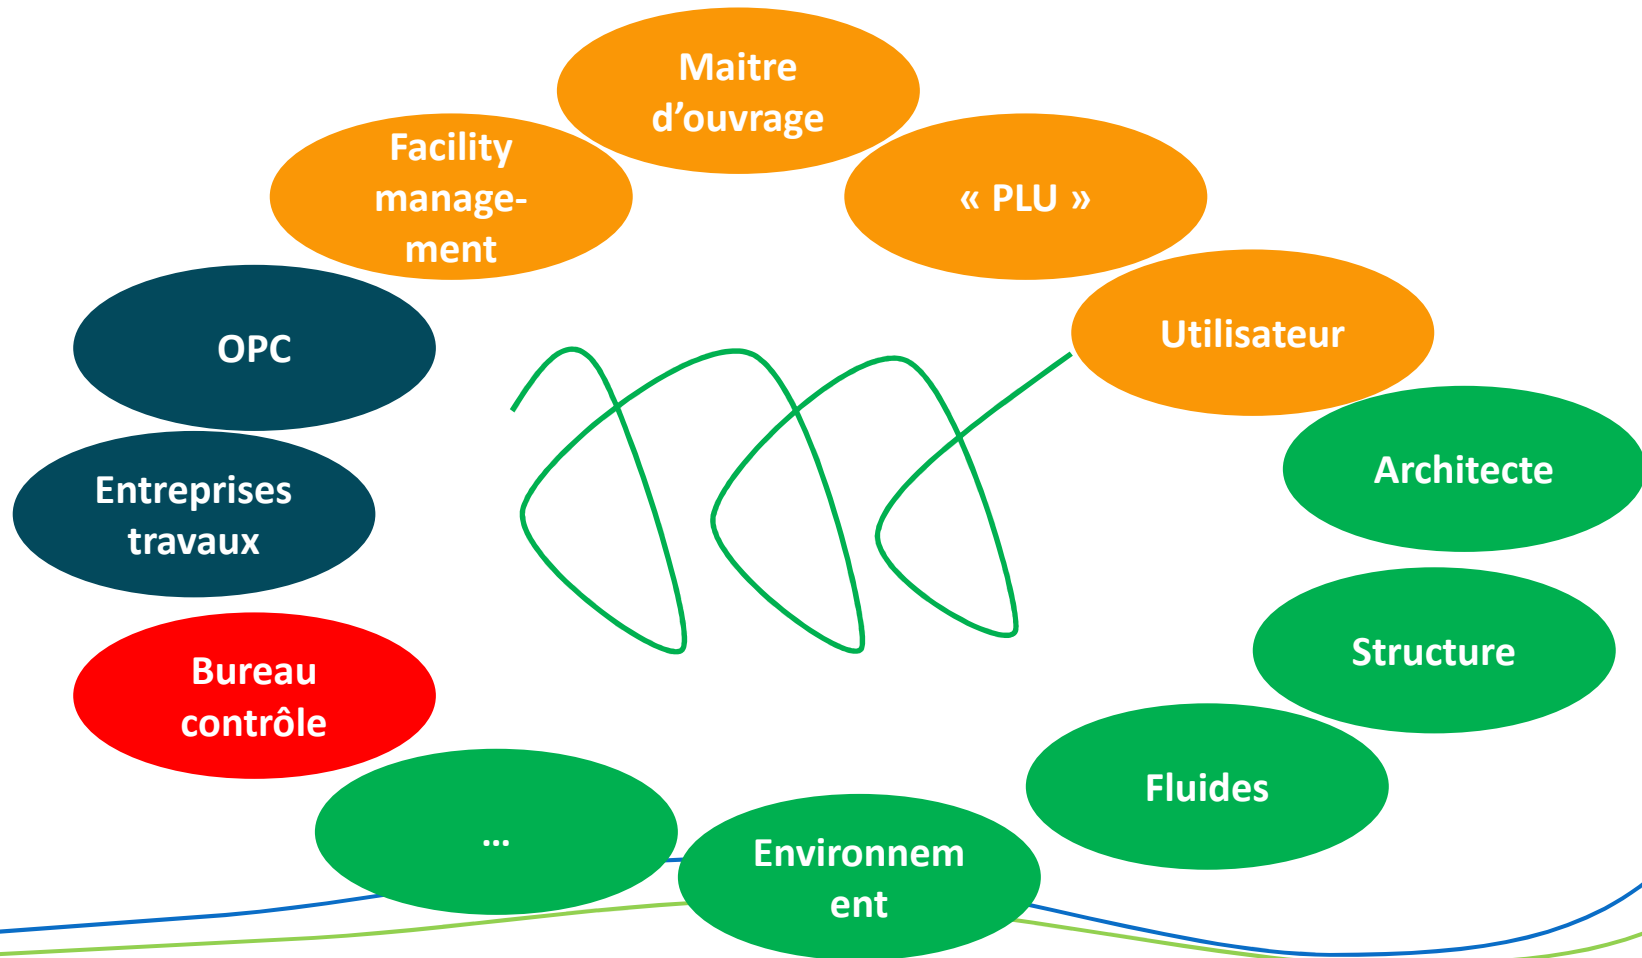 Maitre
d’ouvrage
Facility
manage-
ment
« PLU »
OPC
Utilisateur
Architecte
Entreprises
travaux
Structure
Bureau
contrôle
Fluides
...
Environnem
ent